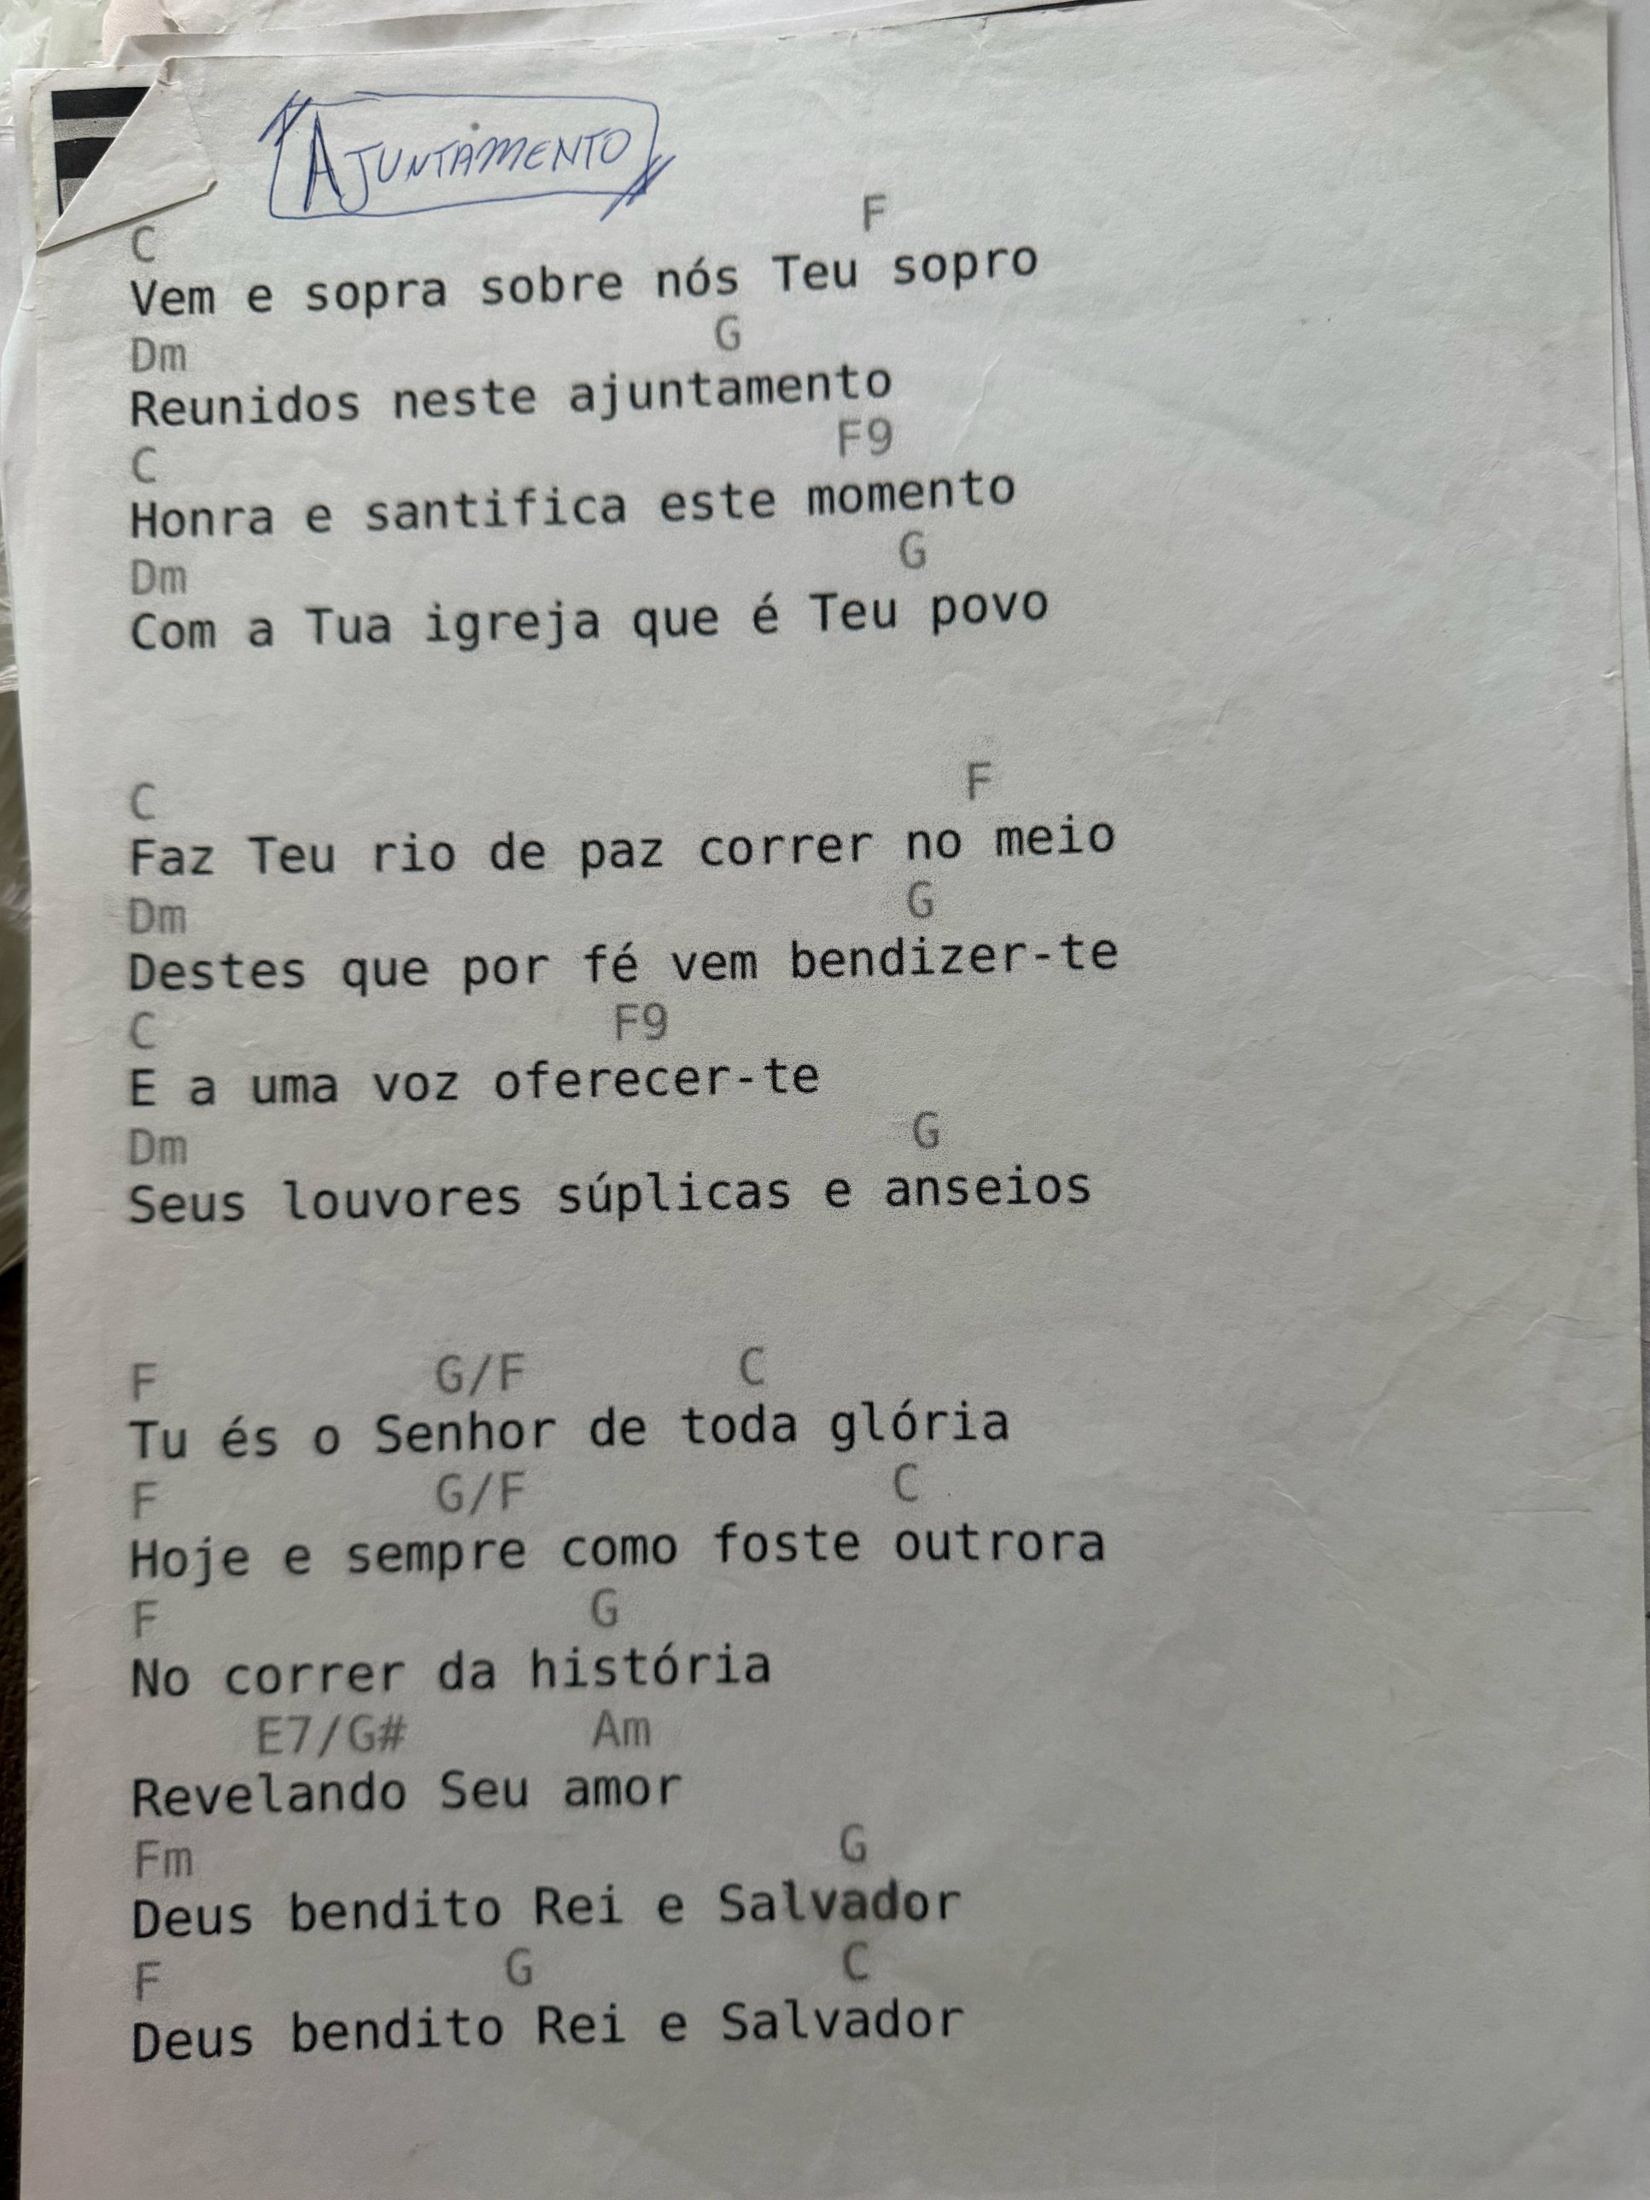 "AJUNTAMENTO"
C F
Vem e sopra sobre nós Teu sopro
Dm G
Reunidos neste ajuntamento
C F9
Honra e santifica este momento
Dm G
Com a Tua igreja que é Teu povo
C F
Faz Teu rio de paz correr no meio
Dm G
Destes que por fé vem bendizer-te
C F9
E a uma voz oferecer-te
Dm G
Seus louvores súplicas e anseios
F G/F C
Tu és o Senhor de toda glória
F G/F C
Hoje e sempre como foste outrora
F G
No correr da história
E7/G# Am
Revelando Seu amor
Fm G
Deus bendito Rei e Salvador
F G C
Deus bendito Rei e Salvador